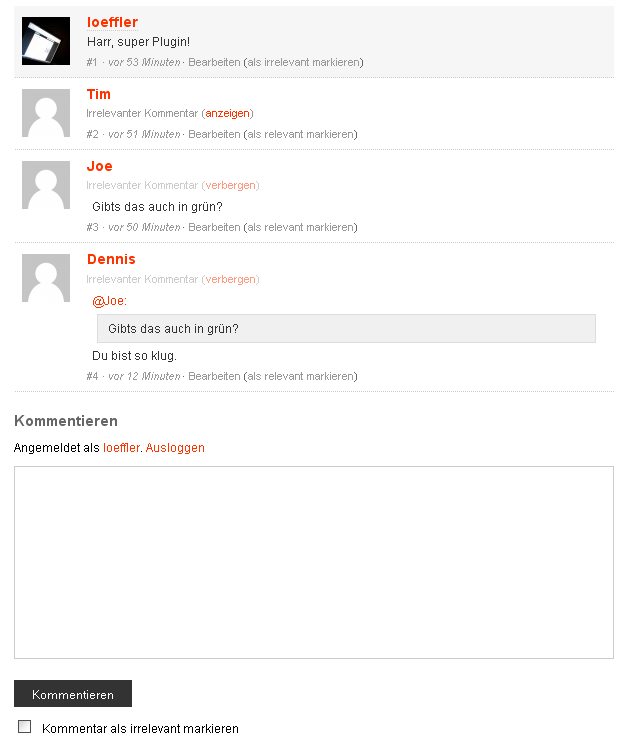 loeffler
Harr, super Plugin!
#1 · vor 53 Minuten · Bearbeiten (als irrelevant markieren)
Tim
Irrelevanter Kommentar (anzeigen)
#2 · vor 51 Minuten · Bearbeiten (als relevant markieren)
Joe
Irrelevanter Kommentar (verbergen)
Gibts das auch in grün?
#3 · vor 50 Minuten · Bearbeiten (als relevant markieren)
Dennis
Irrelevanter Kommentar (verbergen)
@Joe:
Gibts das auch in grün?
Du bist so klug.
#4 · vor 12 Minuten · Bearbeiten (als relevant markieren)
Kommentieren
Angemeldet als loeffler. Ausloggen
Kommentieren
Kommentar als irrelevant markieren